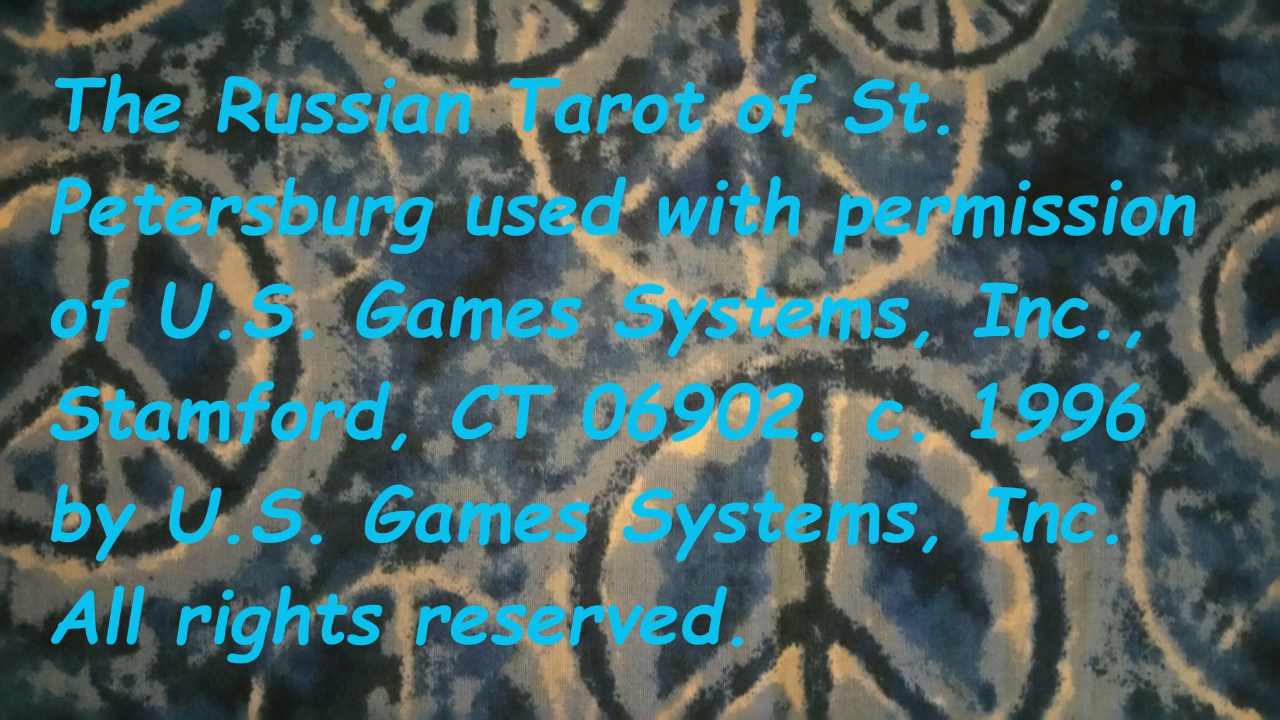 The Russian Tarot of St.
Petersburg used with permission
of U.S. Games Systems, Inc.,
Stamford, CT 06902. c. 1996
by U.S. Games Systems, Inc.
All rights reserved.